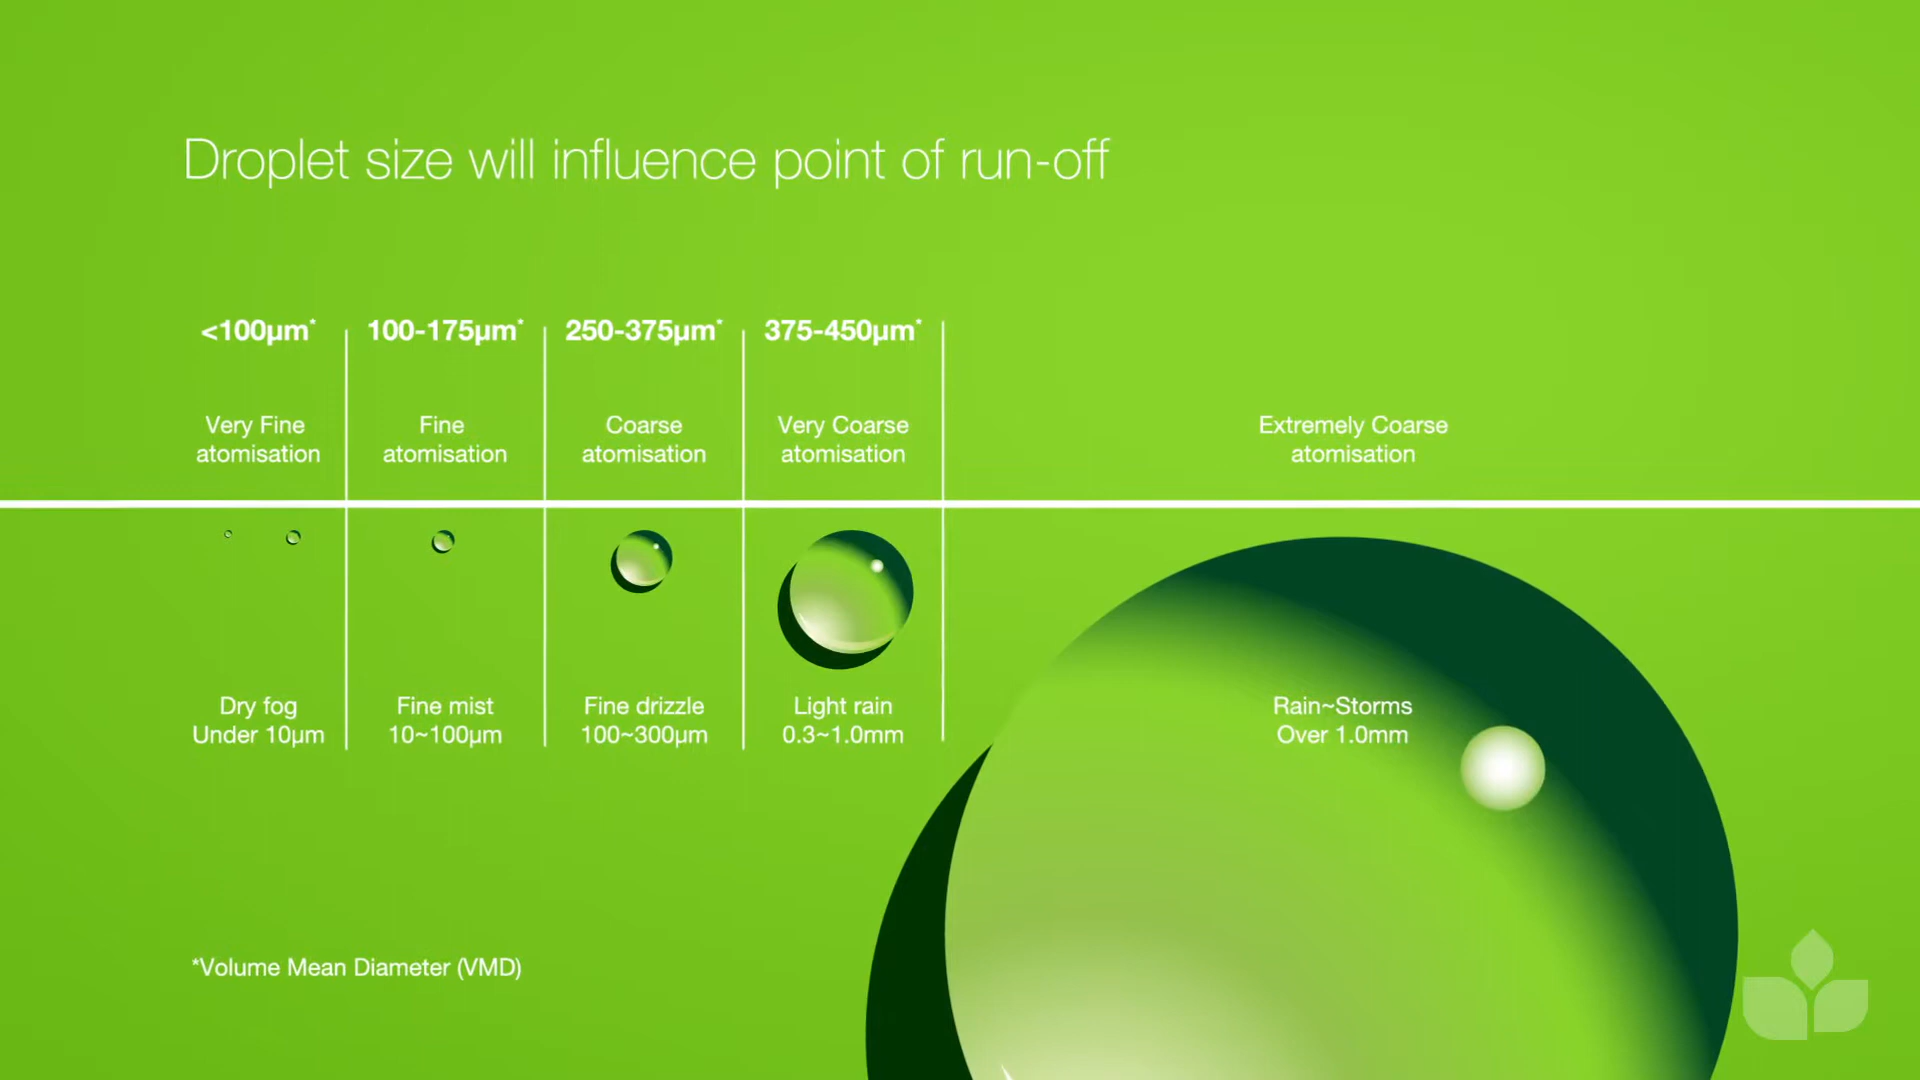 Droplet size will influence point of run-off
<100µm*
100-175µm*
250-375µm*
375-450µm*
Very Fine
atomisation
Fine
atomisation
Coarse
atomisation
Very Coarse
atomisation
Extremely Coarse
atomisation
Dry fog
Under 10µm
Fine mist
10~100µm
Fine drizzle
100~300µm
Light rain
0.3~1.0mm
Rain~Storms
Over 1.0mm
*Volume Mean Diameter (VMD)